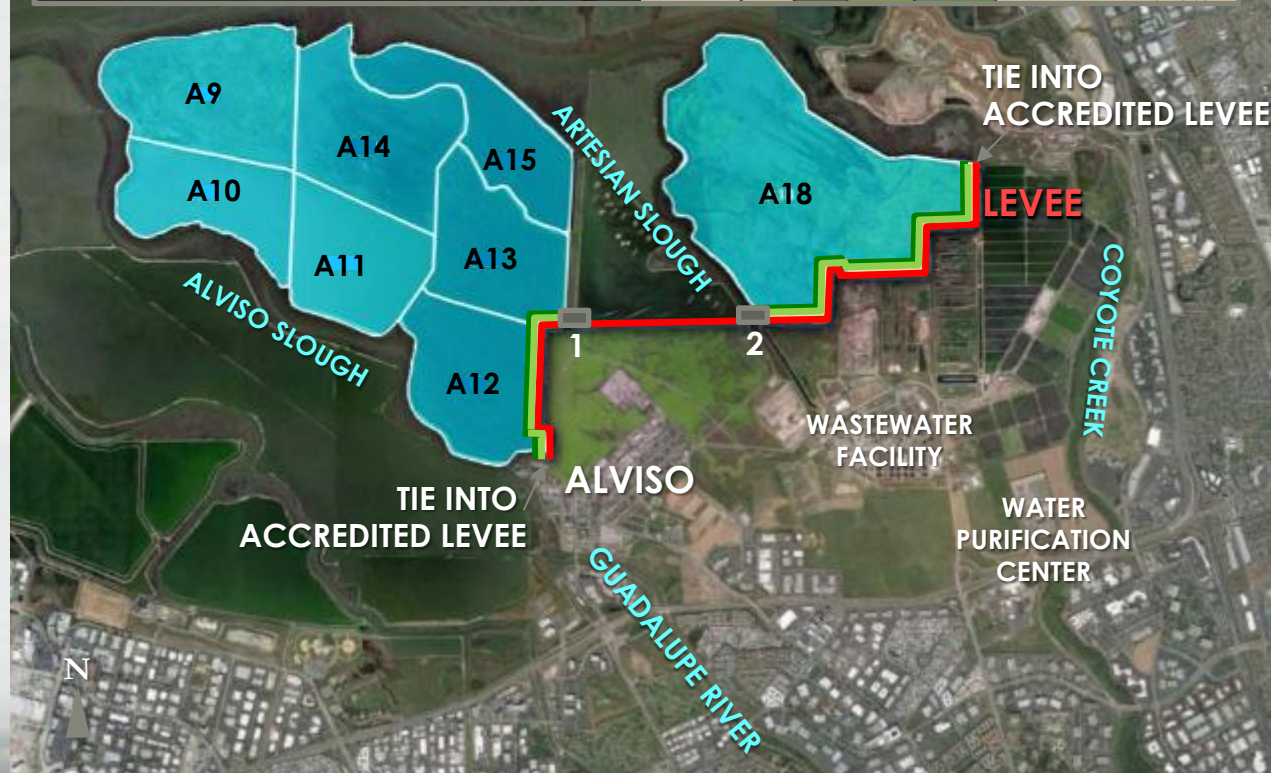 A9
A14
A15
A10
A11
A13
A12
A18
ARTESIAN SLOUGH
TIE INTO
ACCREDITED LEVEE
LEVEE
ALVISO SLOUGH
COYOTE CREEK
1
2
WASTEWATER
FACILITY
ALVISO
TIE INTO
ACCREDITED LEVEE
WATER
PURIFICATION
CENTER
GUADALUPE RIVER
N